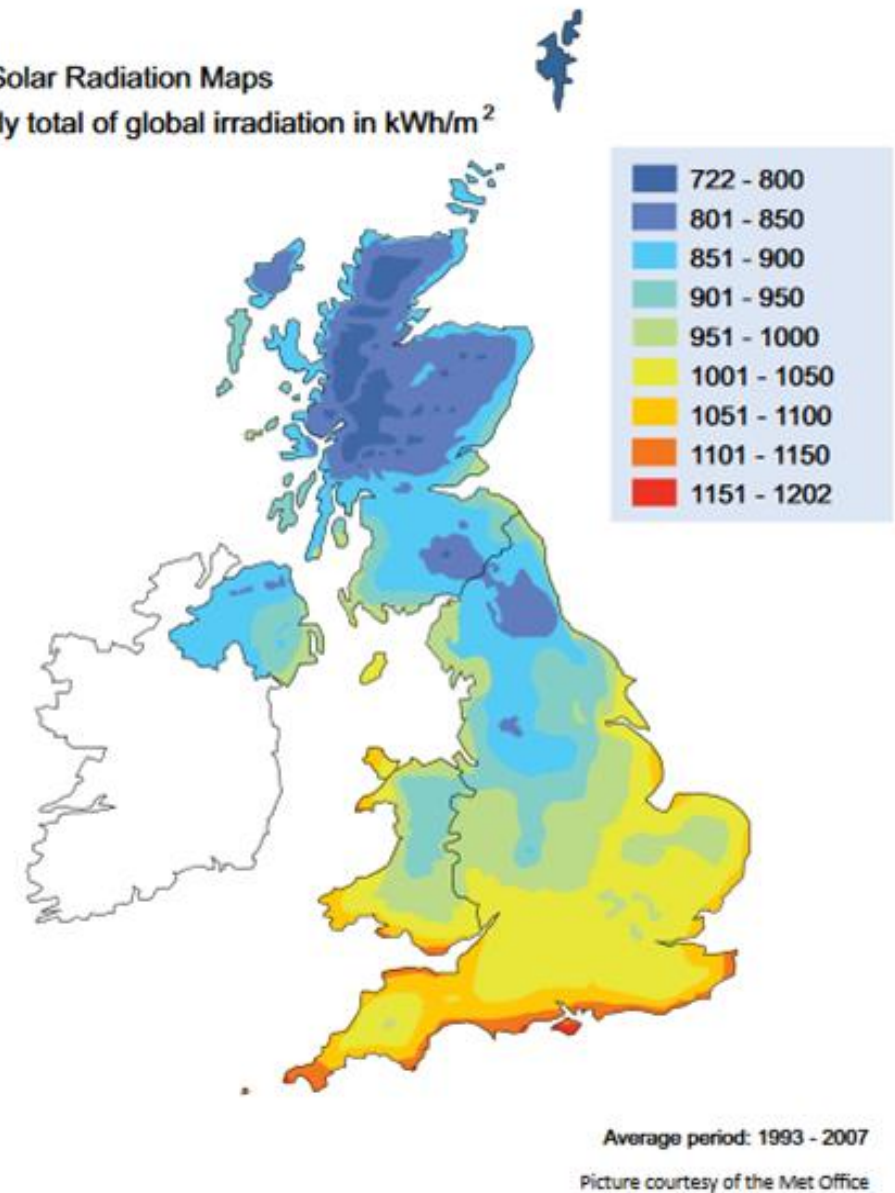 Solar Radiation Maps
ly total of global irradiation in kWh/m²
722 - 800
801 - 850
851 - 900
901 - 950
951 - 1000
1001 - 1050
1051 - 1100
1101 - 1150
1151 - 1202
Average period: 1993 - 2007
Picture courtesy of the Met Office